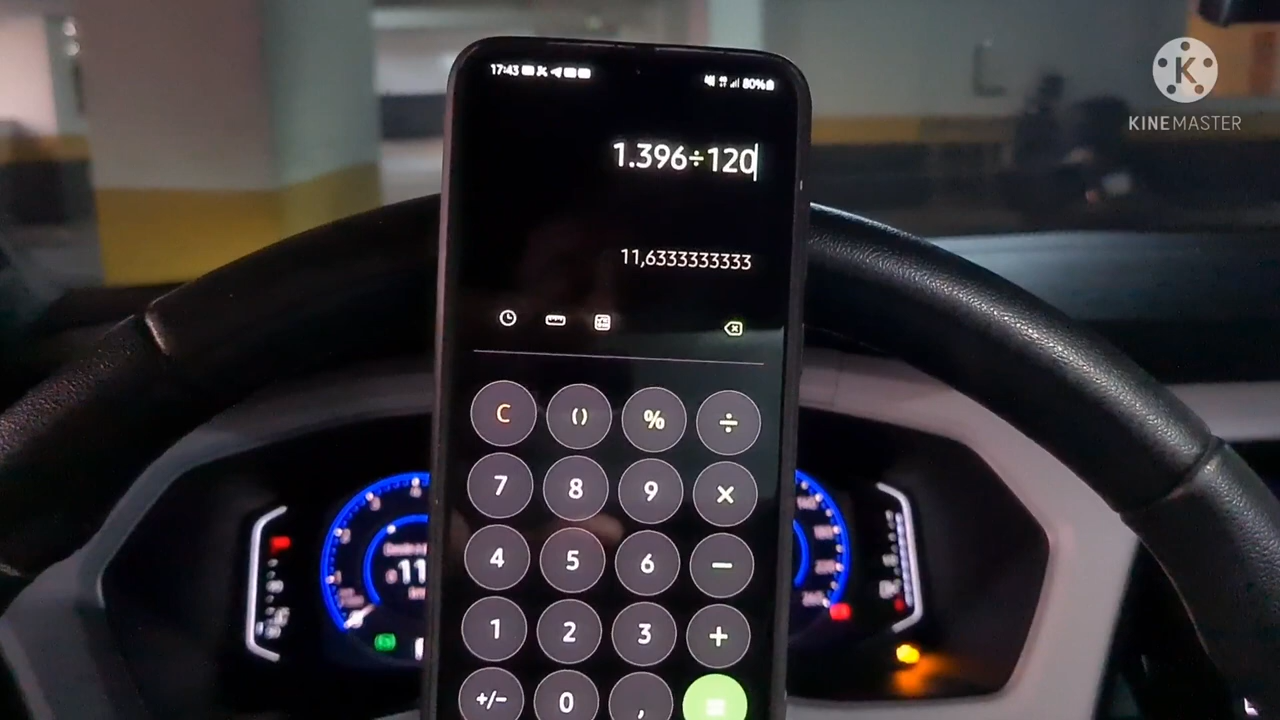 17:43
80%
K
KINEMASTER
1.396÷120
11,6333333333
C () % ÷
7 8 9 ×
4 5 6 −
1 2 3 +
+/− 0 , =
11